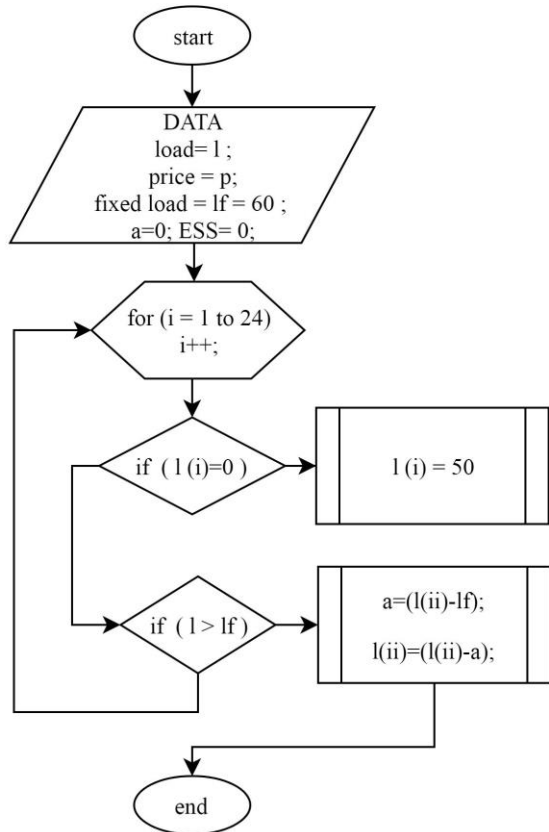 start
DATA
load= l ;
price = p;
fixed load = lf = 60 ;
a=0; ESS= 0;
for (i = 1 to 24)
i++;
if ( l (i)=0 )
l (i) = 50
if ( l > lf )
a=(l(ii)-lf);
l(ii)=(l(ii)-a);
end